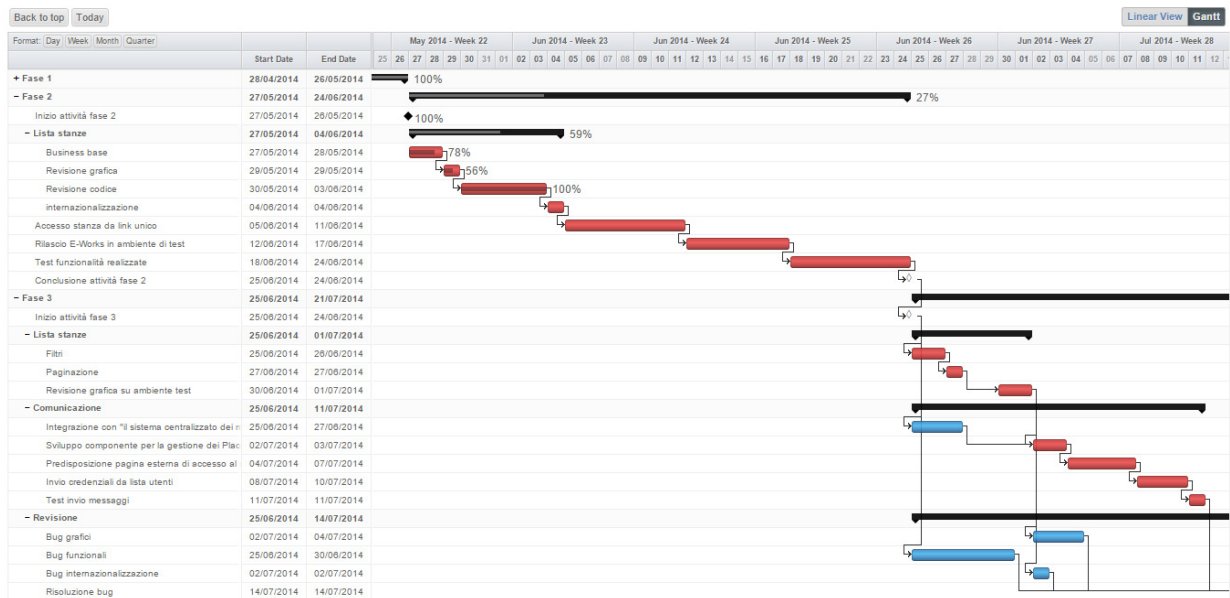 Back to top Today Linear View Gantt
Format: Day Week Month Quarter May 2014 - Week 22 Jun 2014 - Week 23 Jun 2014 - Week 24 Jun 2014 - Week 25 Jun 2014 - Week 26 Jun 2014 - Week 27 Jul 2014 - Week 28
Start Date End Date 25 26 27 28 29 30 31 01 02 03 04 05 06 07 08 09 10 11 12 13 14 15 16 17 18 19 20 21 22 23 24 25 26 27 28 29 30 01 02 03 04 05 06 07 08 09 10 11 12
+ Fase 1 28/04/2014 26/05/2014 100%
- Fase 2 27/05/2014 24/06/2014 27%
Inizio attività fase 2 27/05/2014 26/05/2014 100%
- Lista stanze 27/05/2014 04/06/2014 59%
Business base 27/05/2014 28/05/2014 78%
Revisione grafica 29/05/2014 29/05/2014 56%
Revisione codice 30/05/2014 03/06/2014 100%
internazionalizzazione 04/06/2014 04/06/2014
Accesso stanza da link unico 05/06/2014 11/06/2014
Rilascio E-Works in ambiente di test 12/06/2014 17/06/2014
Test funzionalità realizzate 18/06/2014 24/06/2014
Conclusione attività fase 2 25/06/2014 24/06/2014
- Fase 3 25/06/2014 21/07/2014
Inizio attività fase 3 25/06/2014 24/06/2014
- Lista stanze 25/06/2014 01/07/2014
Filtri 25/06/2014 26/06/2014
Paginazione 27/06/2014 27/06/2014
Revisione grafica su ambiente test 30/06/2014 01/07/2014
- Comunicazione 25/06/2014 11/07/2014
Integrazione con "il sistema centralizzato dei 25/06/2014 27/06/2014
Sviluppo componente per la gestione dei Plac 02/07/2014 03/07/2014
Predisposizione pagina esterna di accesso al 04/07/2014 07/07/2014
Invio credenziali da lista utenti 08/07/2014 10/07/2014
Test invio messaggi 11/07/2014 11/07/2014
- Revisione 25/06/2014 14/07/2014
Bug grafici 02/07/2014 04/07/2014
Bug funzionali 25/06/2014 30/06/2014
Bug internazionalizzazione 02/07/2014 02/07/2014
Risoluzione bug 14/07/2014 14/07/2014